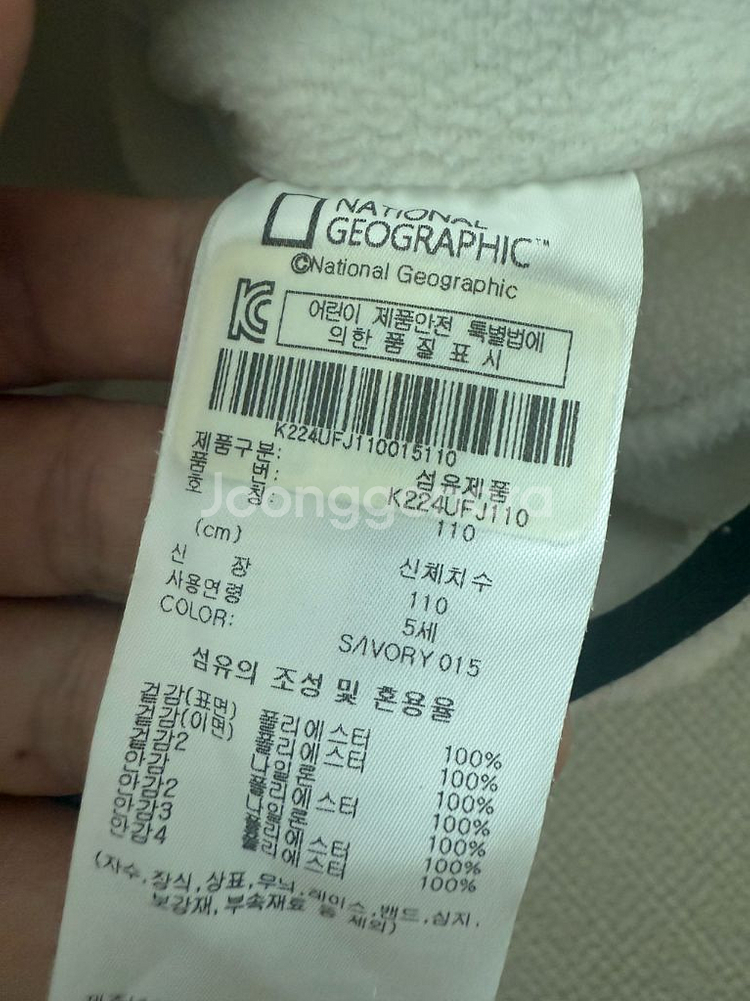 NATIONAL
GEOGRAPHIC™
©National Geographic
어린이 제품안전 특별법에
의한 품질표시
K224UFJ110015110
제품구분: 섬유제품
품번: K224UFJ110
호칭: 110
(cm) 신체치수
신장 110
사용연령 5세
COLOR: SAVORY 015
섬유의 조성 및 혼용율
겉감(표면) 폴리에스터 100%
겉감(이면) 폴리에스터 100%
겉감2 나일론 100%
안감 폴리에스터 100%
안감2 나일론 100%
안감3 폴리에스터 100%
안감4 폴리에스터 100%
(자수,장식,상표,무늬,레이스,밴드,심지,
보강재,부속재료 등 제외)
Joonggonara